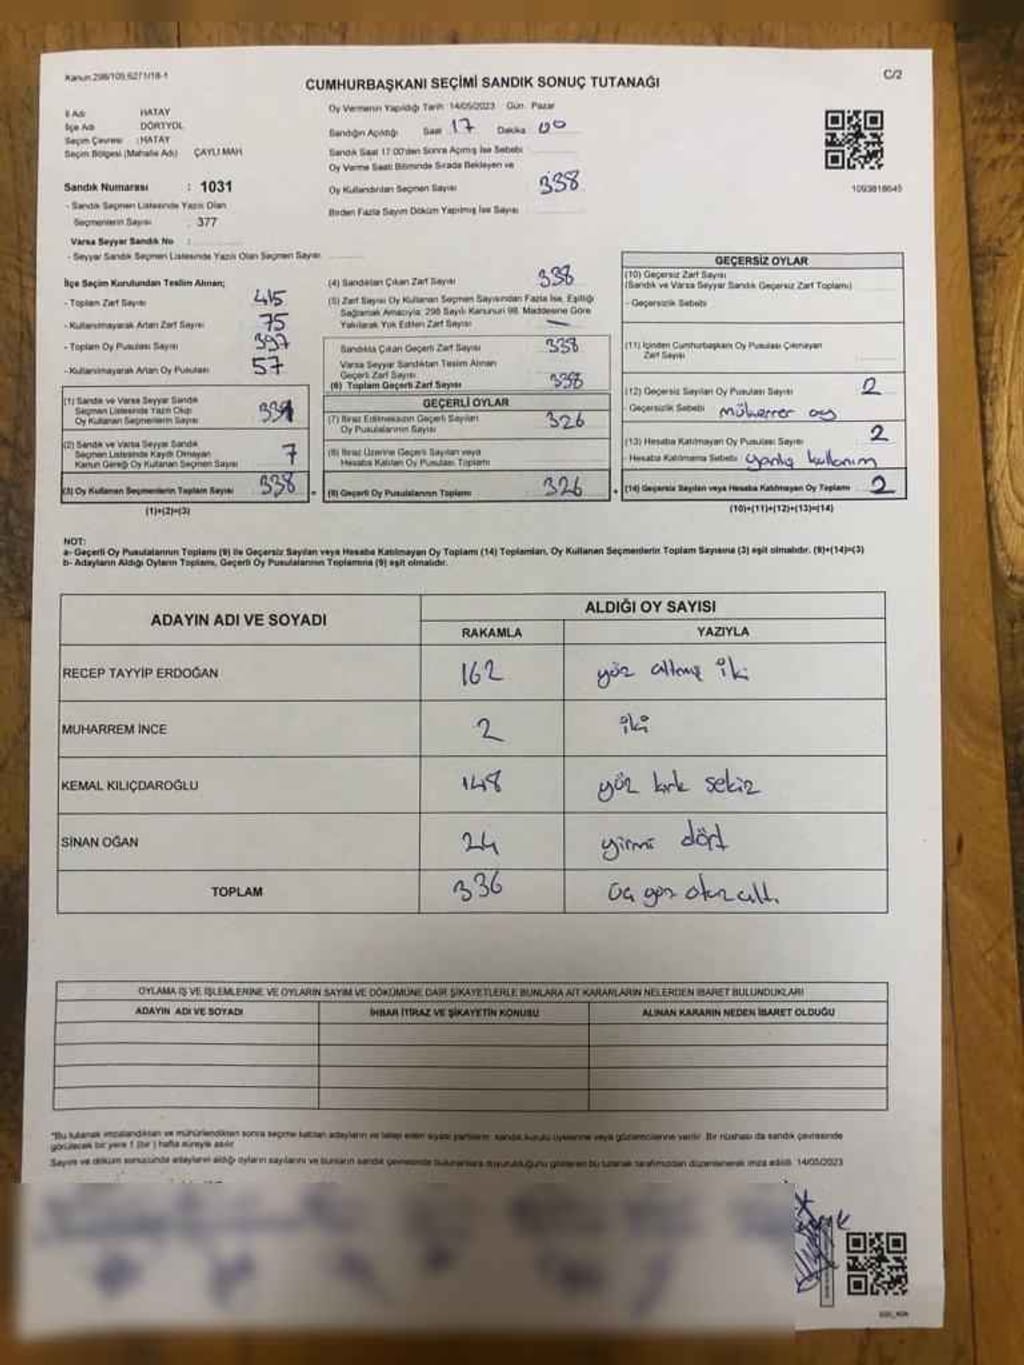 Kanun:298/109,6271/18-1
C/2
CUMHURBAŞKANI SEÇİMİ SANDIK SONUÇ TUTANAĞI
İl Adı HATAY
İlçe Adı DÖRTYOL
Seçim Çevresi :HATAY
Seçim Bölgesi (Mahalle Adı) ÇAYLI MAH
Sandık Numarası : 1031
- Sandık Seçmen Listesinde Yazılı Olan
Seçmenlerin Sayısı 377
Varsa Seyyar Sandık No :
- Seyyar Sandık Seçmen Listesinde Yazılı Olan Seçmen Sayısı
Oy Vermenin Yapıldığı Tarih 14/05/2023 Gün Pazar
Sandığın Açıldığı Saat 17 Dakika 00
Sandık Saat 17:00'den Sonra Açılmış İse Sebebi
Oy Verme Saati Bitiminde Sırada Bekleyen ve
Oy Kullandırılan Seçmen Sayısı 338
Birden Fazla Sayım Döküm Yapılmış İse Sayısı
1093818645
İlçe Seçim Kurulundan Teslim Alınan;
- Toplam Zarf Sayısı 415
- Kullanılmayarak Artan Zarf Sayısı 75
- Toplam Oy Pusulası Sayısı 397
- Kullanılmayarak Artan Oy Pusulası 57
(1) Sandık ve Varsa Seyyar Sandık
Seçmen Listesinde Yazılı Olup
Oy Kullanan Seçmenlerin Sayısı
(2) Sandık ve Varsa Seyyar Sandık
Seçmen Listesinde Kaydı Olmayan
Kanun Gereği Oy Kullanan Seçmen Sayısı 7
(3) Oy Kullanan Seçmenlerin Toplam Sayısı 338
(1)+(2)=(3)
(4) Sandıktan Çıkan Zarf Sayısı 338
(5) Zarf Sayısı Oy Kullanan Seçmen Sayısından Fazla İse, Eşitliği
Sağlamak Amacıyla, 298 Sayılı Kanunun 98. Maddesine Göre
Yakılarak Yok Edilen Zarf Sayısı —
Sandıkta Çıkan Geçerli Zarf Sayısı 338
Varsa Seyyar Sandıktan Teslim Alınan
Geçerli Zarf Sayısı
(6) Toplam Geçerli Zarf Sayısı 338
GEÇERLİ OYLAR
(7) İtiraz Edilmeksizin Geçerli Sayılan
Oy Pusulalarının Sayısı 326
(8) İtiraz Üzerine Geçerli Sayılan veya
Hesaba Katılan Oy Pusulası Toplamı
(9) Geçerli Oy Pusulalarının Toplamı 326
GEÇERSİZ OYLAR
(10) Geçersiz Zarf Sayısı
(Sandık ve Varsa Seyyar Sandık Geçersiz Zarf Toplamı)
- Geçersizlik Sebebi
(11) İçinden Cumhurbaşkanı Oy Pusulası Çıkmayan
Zarf Sayısı
(12) Geçersiz Sayılan Oy Pusulası Sayısı 2
- Geçersizlik Sebebi mükerrer oy
(13) Hesaba Katılmayan Oy Pusulası Sayısı 2
- Hesaba Katılmama Sebebi yanlış kullanım
(14) Geçersiz Sayılan veya Hesaba Katılmayan Oy Toplamı 2
(10)+(11)+(12)+(13)=(14)
NOT:
a- Geçerli Oy Pusulalarının Toplamı (9) ile Geçersiz Sayılan veya Hesaba Katılmayan Oy Toplamı (14) Toplamları, Oy Kullanan Seçmenlerin Toplam Sayısına (3) eşit olmalıdır. (9)+(14)=(3)
b- Adayların Aldığı Oyların Toplamı, Geçerli Oy Pusulalarının Toplamına (9) eşit olmalıdır.
ADAYIN ADI VE SOYADI
ALDIĞI OY SAYISI
RAKAMLA YAZIYLA
RECEP TAYYİP ERDOĞAN 162 yüz altmış iki
MUHARREM İNCE 2 iki
KEMAL KILIÇDAROĞLU 148 yüz kırk sekiz
SİNAN OĞAN 24 yirmi dört
TOPLAM 336 üç yüz otuz altı
OYLAMA İŞ VE İŞLEMLERİNE VE OYLARIN SAYIM VE DÖKÜMÜNE DAİR ŞİKAYETLERLE BUNLARA AİT KARARLARIN NELERDEN İBARET BULUNDUKLARI
ADAYIN ADI VE SOYADI İHBAR İTİRAZ VE ŞİKAYETİN KONUSU ALINAN KARARIN NEDEN İBARET OLDUĞU
*Bu tutanak imzalandıktan ve mühürlendikten sonra seçime katılan adayların ve talep eden siyasi partilerin sandık kurulu üyelerine veya gözlemcilerine verilir. Bir nüshası da sandık çevresinde
görülecek bir yere 1 (bir) hafta süreyle asılır.
Sayım ve döküm sonucunda adayların aldığı oyların sayılarını ve bunların sandık çevresinde bulunanlara duyurulduğunu gösteren bu tutanak tarafımızdan düzenlenerek imza edildi. 14/05/2023